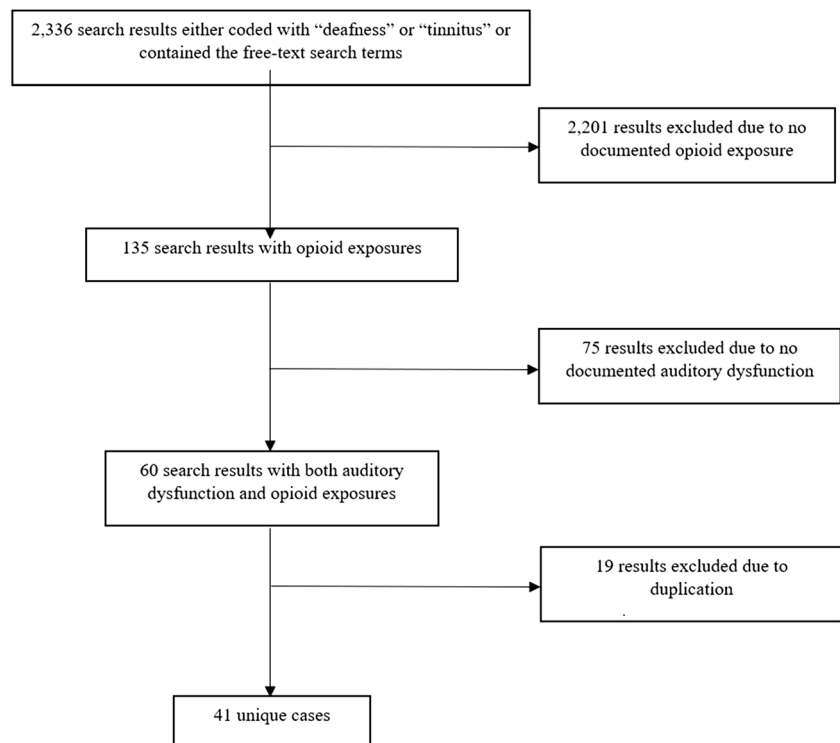 2,336 search results either coded with “deafness” or “tinnitus” or
contained the free-text search terms
2,201 results excluded due to no
documented opioid exposure
135 search results with opioid exposures
75 results excluded due to no
documented auditory dysfunction
60 search results with both auditory
dysfunction and opioid exposures
19 results excluded due to
duplication
.
41 unique cases